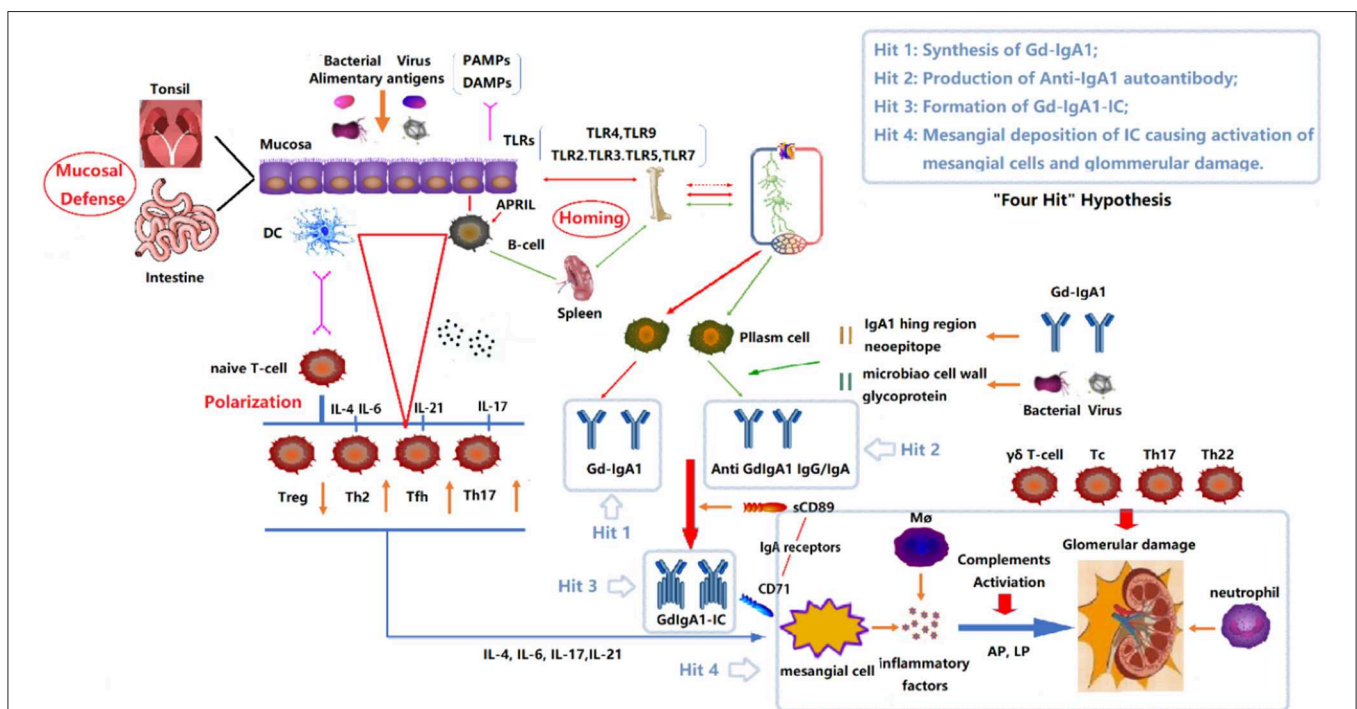 Hit 1: Synthesis of Gd-IgA1;
Hit 2: Production of Anti-IgA1 autoantibody;
Hit 3: Formation of Gd-IgA1-IC;
Hit 4: Mesangial deposition of IC causing activation of
mesangial cells and glommerular damage.
"Four Hit" Hypothesis
Tonsil
Mucosal
Defense
Intestine
Bacterial Virus
Alimentary antigens
PAMPs
DAMPs
Mucosa
TLRs
TLR4,TLR9
TLR2.TLR3.TLR5,TLR7
DC
APRIL
B-cell
Homing
Spleen
naive T-cell
Polarization
IL-4 IL-6
IL-21
IL-17
Treg
Th2
Tfh
Th17
Pllasm cell
Gd-IgA1
IgA1 hing region
neoepitope
microbiao cell wall
glycoprotein
Bacterial Virus
Gd-IgA1
Anti GdIgA1 IgG/IgA
Hit 2
Hit 1
sCD89
IgA receptors
CD71
Hit 3
GdIgA1-IC
γδ T-cell
Tc
Th17
Th22
Mø
Glomerular damage
Complements
Activiation
neutrophil
AP, LP
IL-4, IL-6, IL-17,IL-21
Hit 4
mesangial cell
inflammatory
factors